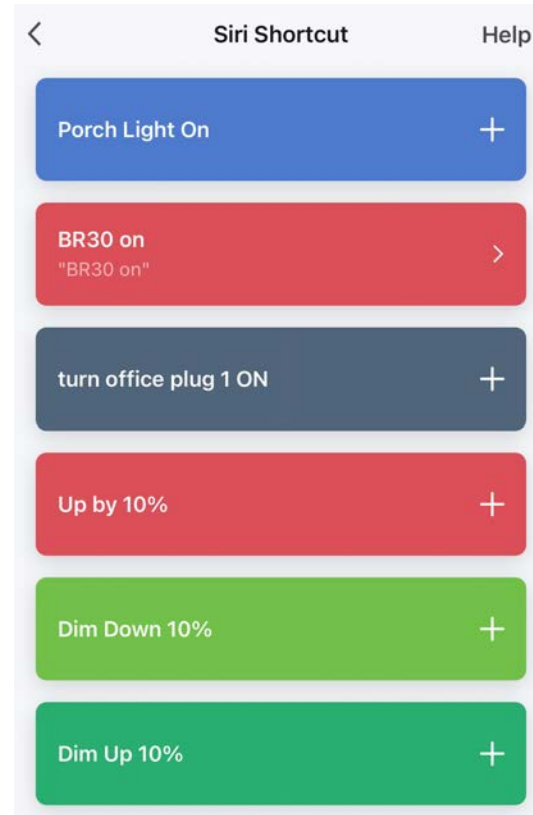 Siri Shortcut Help
Porch Light On
BR30 on
"BR30 on"
turn office plug 1 ON
Up by 10%
Dim Down 10%
Dim Up 10%